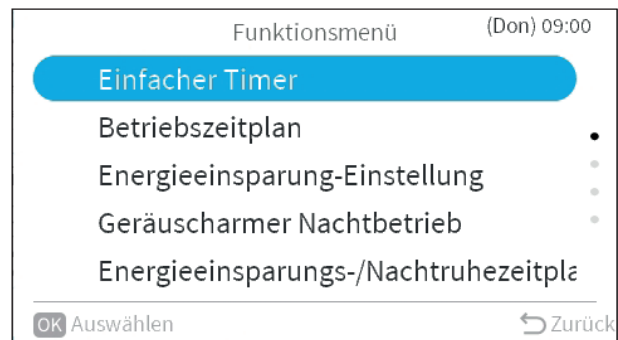 Funktionsmenü (Don) 09:00
Einfacher Timer
Betriebszeitplan
Energieeinsparung-Einstellung
Geräuscharmer Nachtbetrieb
Energieeinsparungs-/Nachtruhezeitpla
OK Auswählen Zurück